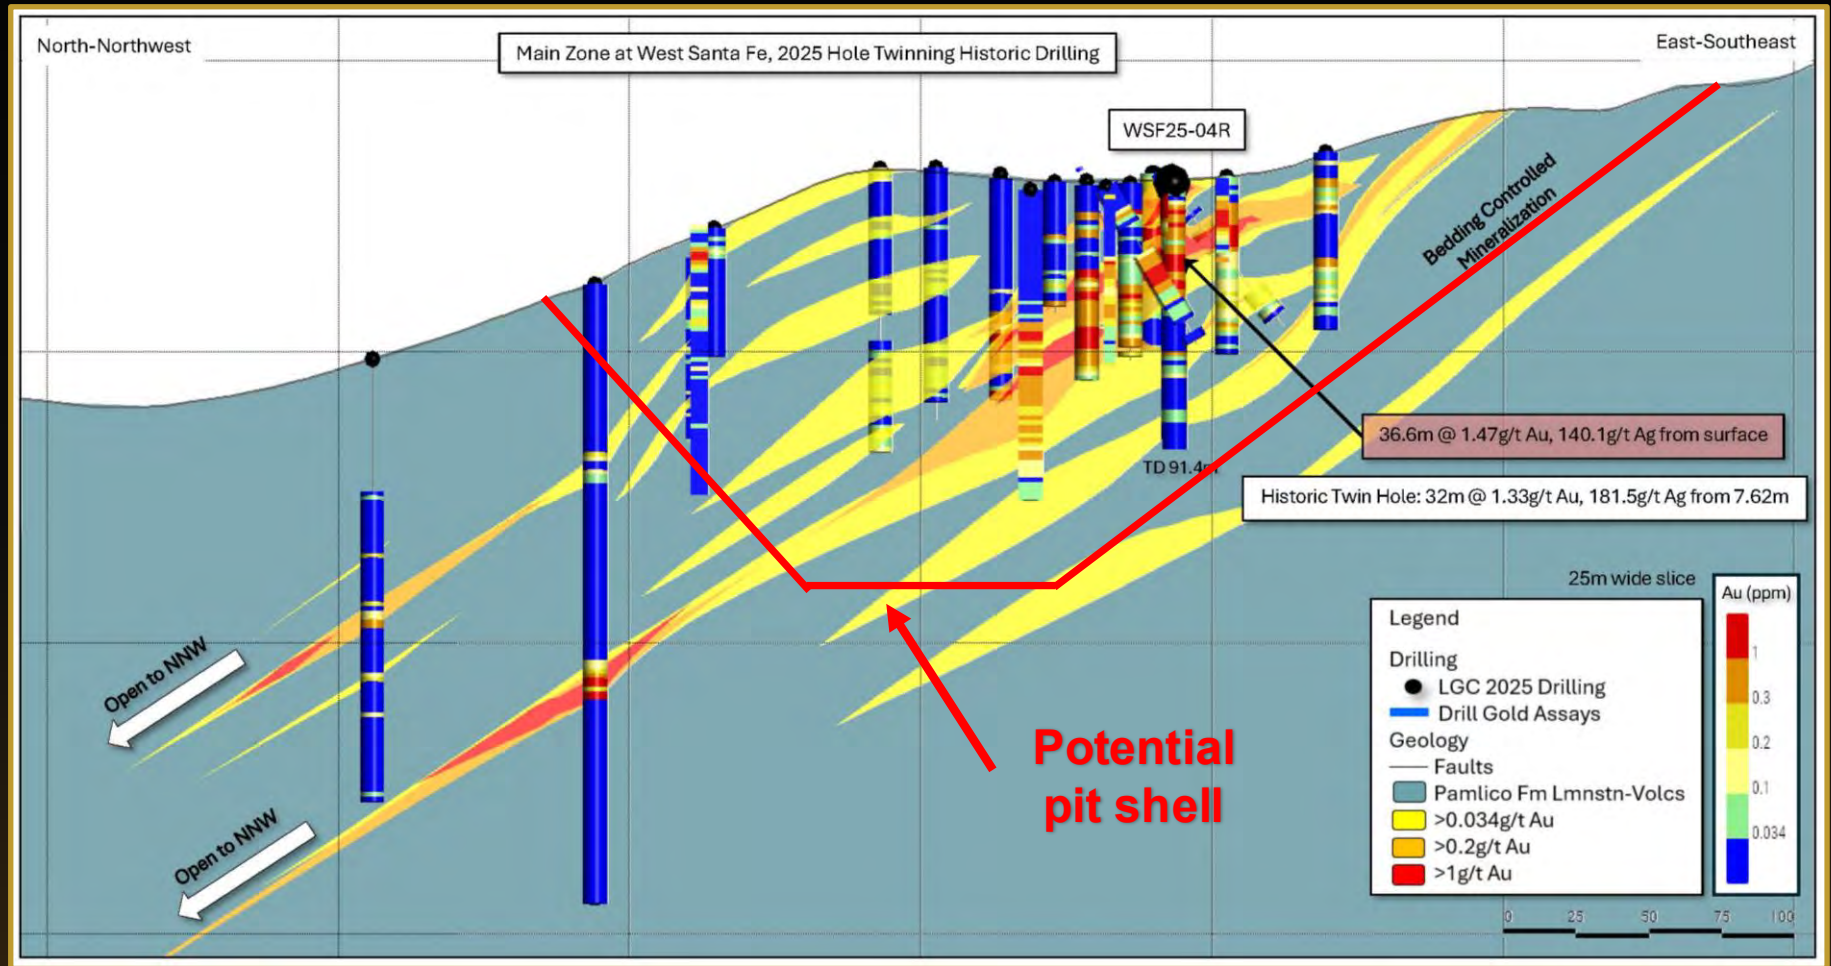 North-Northwest
Main Zone at West Santa Fe, 2025 Hole Twinning Historic Drilling
East-Southeast
WSF25-04R
Bedding Controlled
Mineralization
36.6m @ 1.47g/t Au, 140.1g/t Ag from surface
TD 91.4m
Historic Twin Hole: 32m @ 1.33g/t Au, 181.5g/t Ag from 7.62m
Open to NNW
Open to NNW
Potential
pit shell
25m wide slice
Legend
Drilling
LGC 2025 Drilling
Drill Gold Assays
Geology
Faults
Pamlico Fm Lmnstn-Volcs
>0.034g/t Au
>0.2g/t Au
>1g/t Au
Au (ppm)
1
0.3
0.2
0.1
0.034
0 25 50 75 100